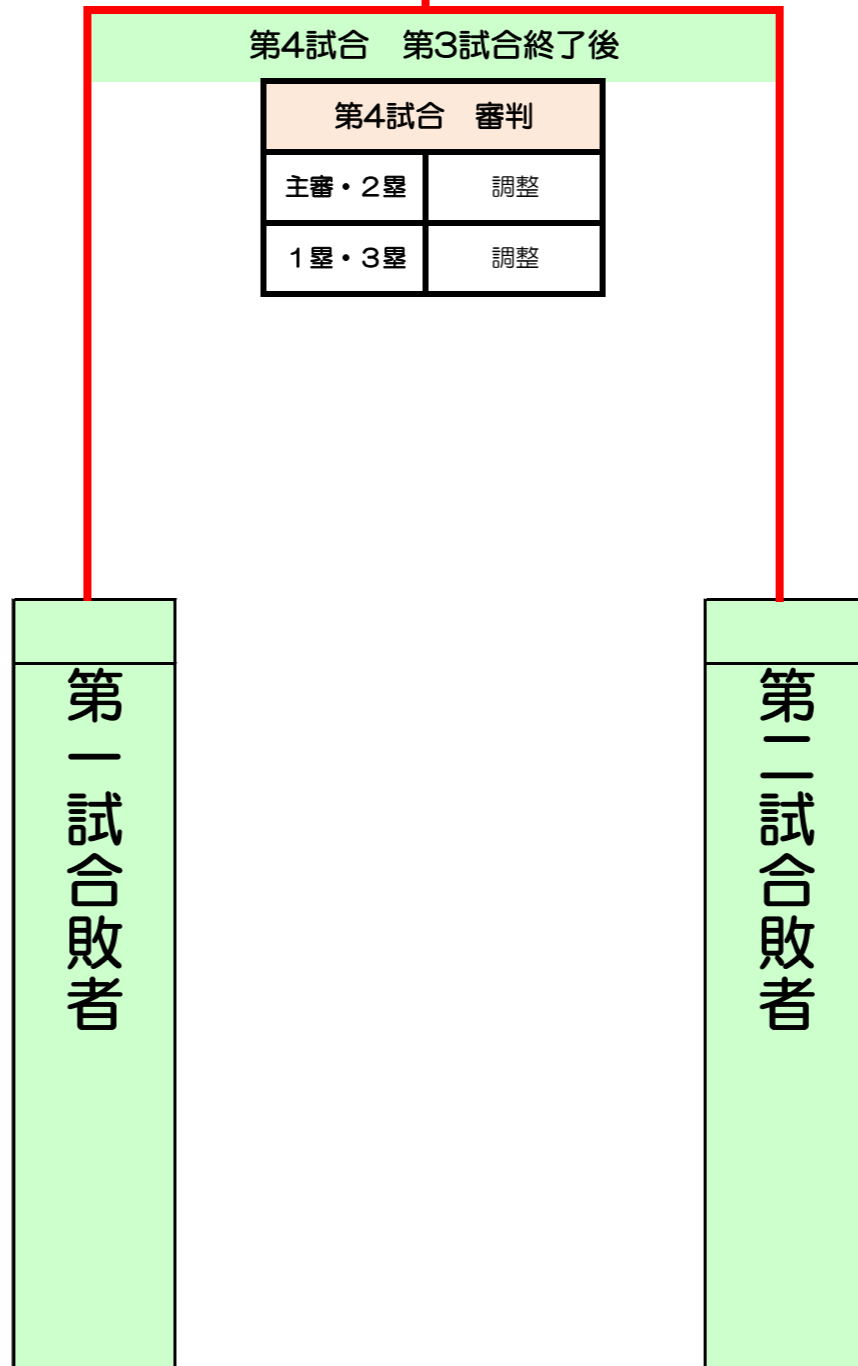 第4試合　第3試合終了後
第4試合　審判
主審・2塁　調整
1塁・3塁　調整
第一試合敗者
第二試合敗者